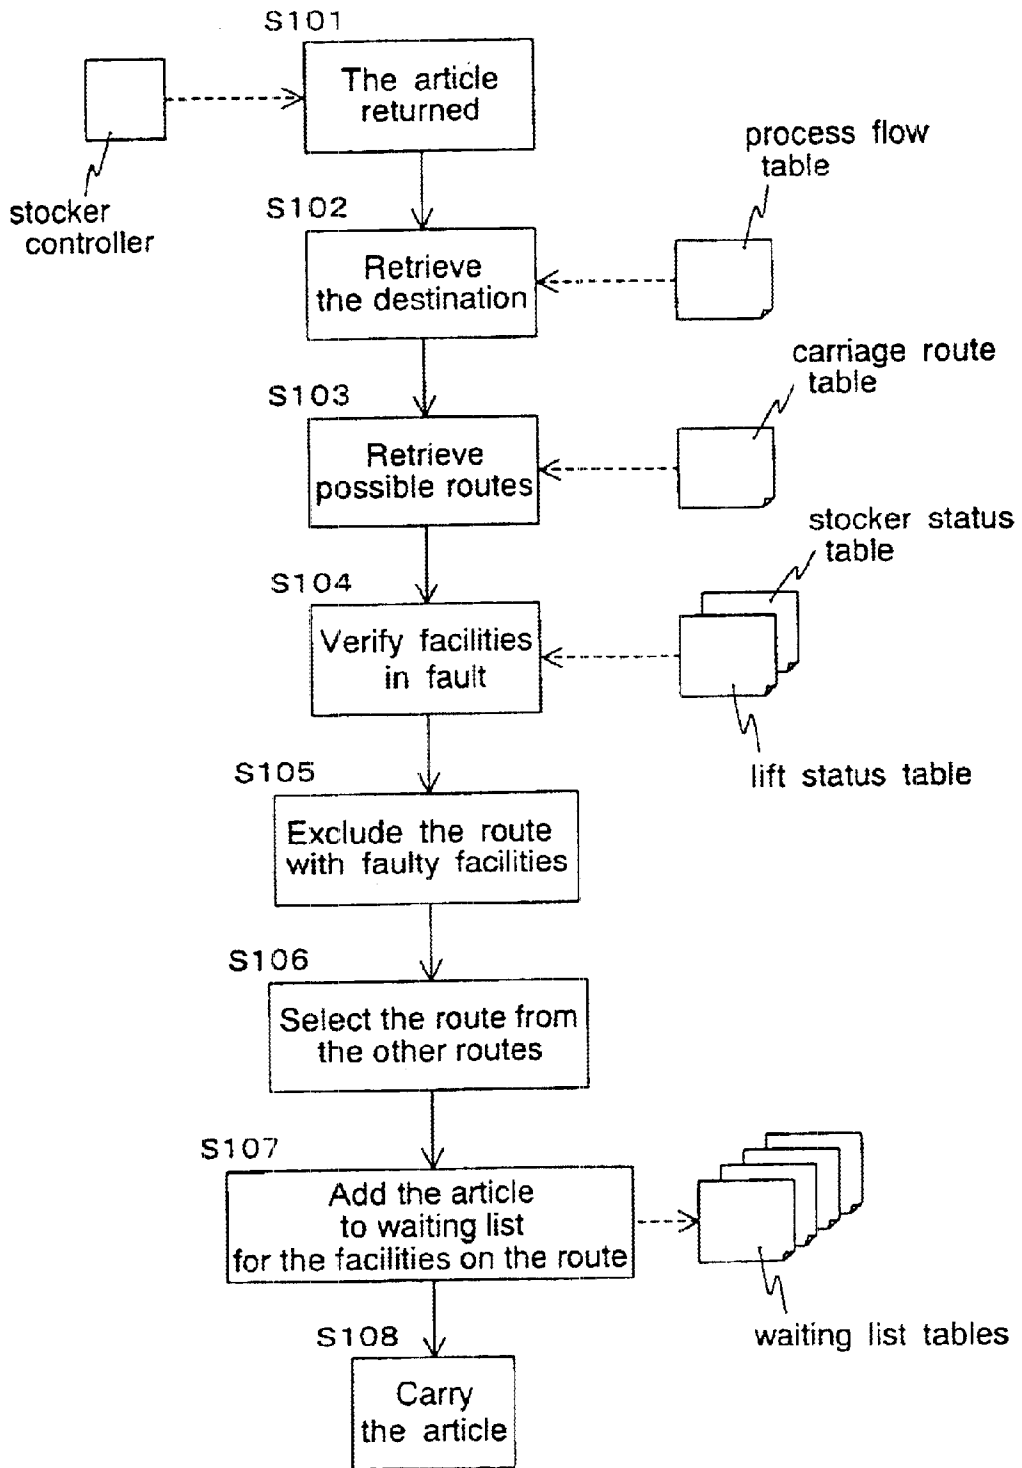 S101
The article
returned
stocker
controller
process flow
table
S102
Retrieve
the destination
carriage route
table
S103
Retrieve
possible routes
stocker status
table
S104
Verify facilities
in fault
lift status table
S105
Exclude the route
with faulty facilities
S106
Select the route from
the other routes
S107
Add the article
to waiting list
for the facilities on the route
waiting list tables
S108
Carry
the article